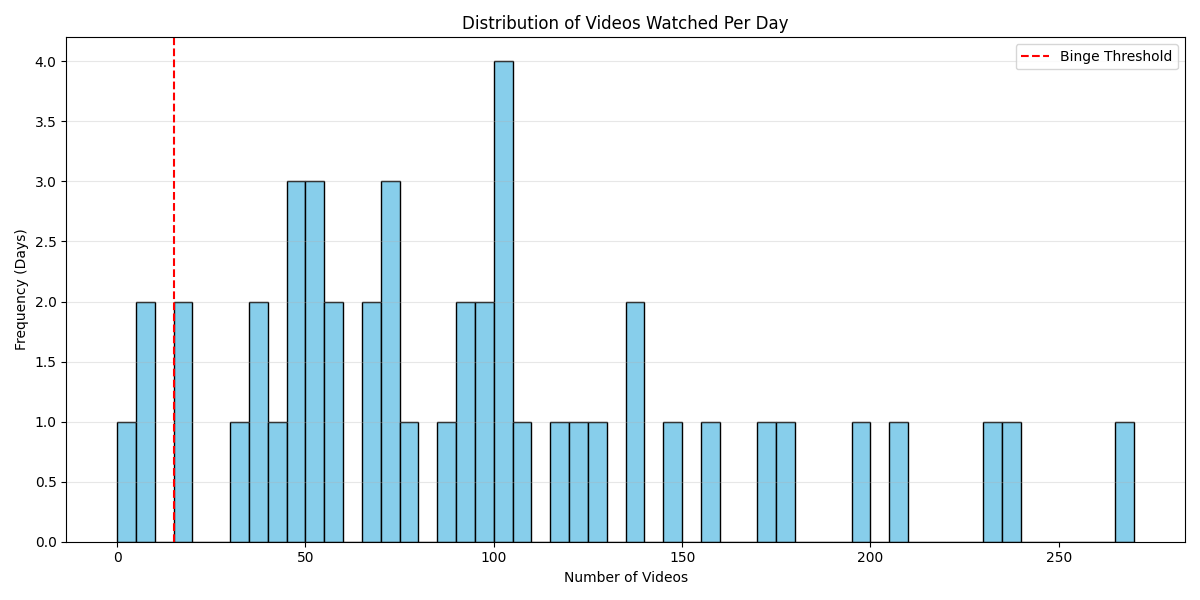 Distribution of Videos Watched Per Day
Binge Threshold
Frequency (Days)
4.0
3.5
3.0
2.5
2.0
1.5
1.0
0.5
0.0
0 50 100 150 200 250
Number of Videos